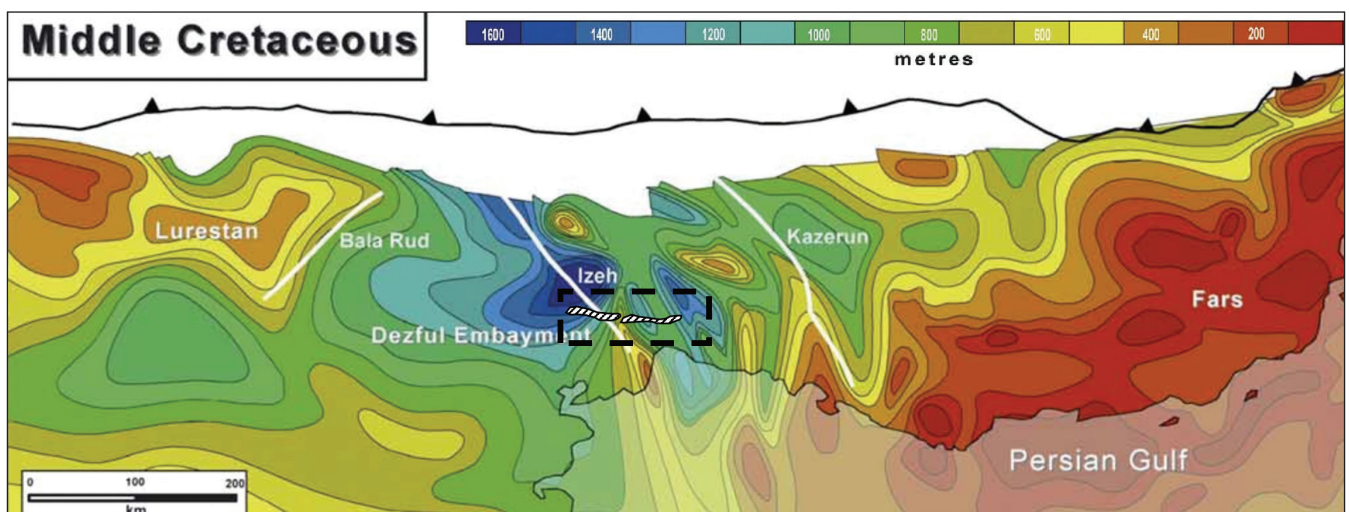 Middle Cretaceous
1600 1400 1200 1000 800 600 400 200
metres
Lurestan
Bala Rud
Kazerun
Izeh
Fars
Dezful Embayment
Persian Gulf
0 100 200
km